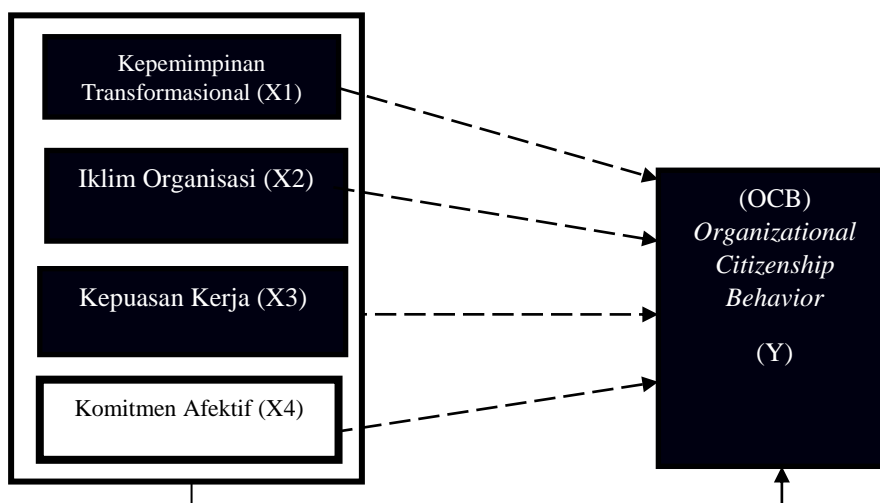 Kepemimpinan
Transformasional (X1)
Iklim Organisasi (X2)
Kepuasan Kerja (X3)
Komitmen Afektif (X4)
(OCB)
Organizational
Citizenship
Behavior
(Y)